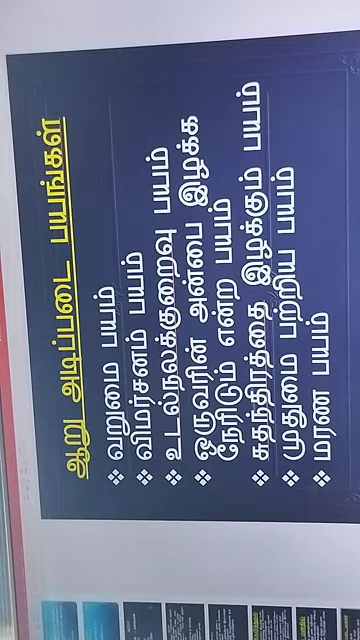 ஆறு அடிப்படை பயங்கள்
❖ வறுமை பயம்
❖ விமர்சனம் பயம்
❖ உடல்நலக்குறைவு பயம்
❖ ஒருவரின் அன்பை இழக்க
நேரிடும் என்ற பயம்
❖ சுதந்திரத்தை இழக்கும் பயம்
❖ முதுமை பற்றிய பயம்
❖ மரண பயம்